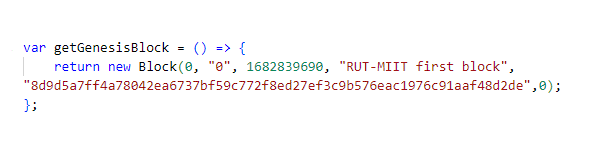 var getGenesisBlock = () => {
    return new Block(0, "0", 1682839690, "RUT-MIIT first block",
"8d9d5a7ff4a78042ea6737bf59c772f8ed27ef3c9b576eac1976c91aaf48d2de",0);
};